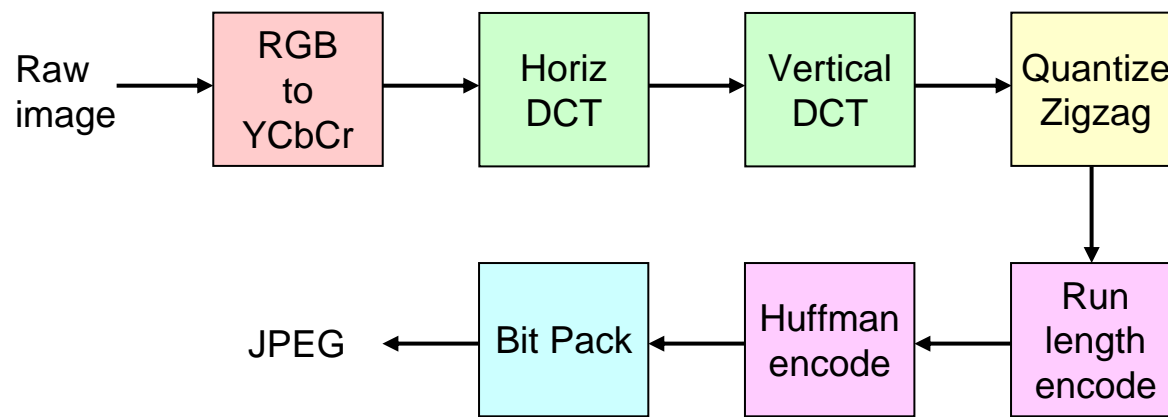 Raw
image
RGB
to
YCbCr
Horiz
DCT
Vertical
DCT
Quantize
Zigzag
Run
length
encode
Huffman
encode
Bit Pack
JPEG